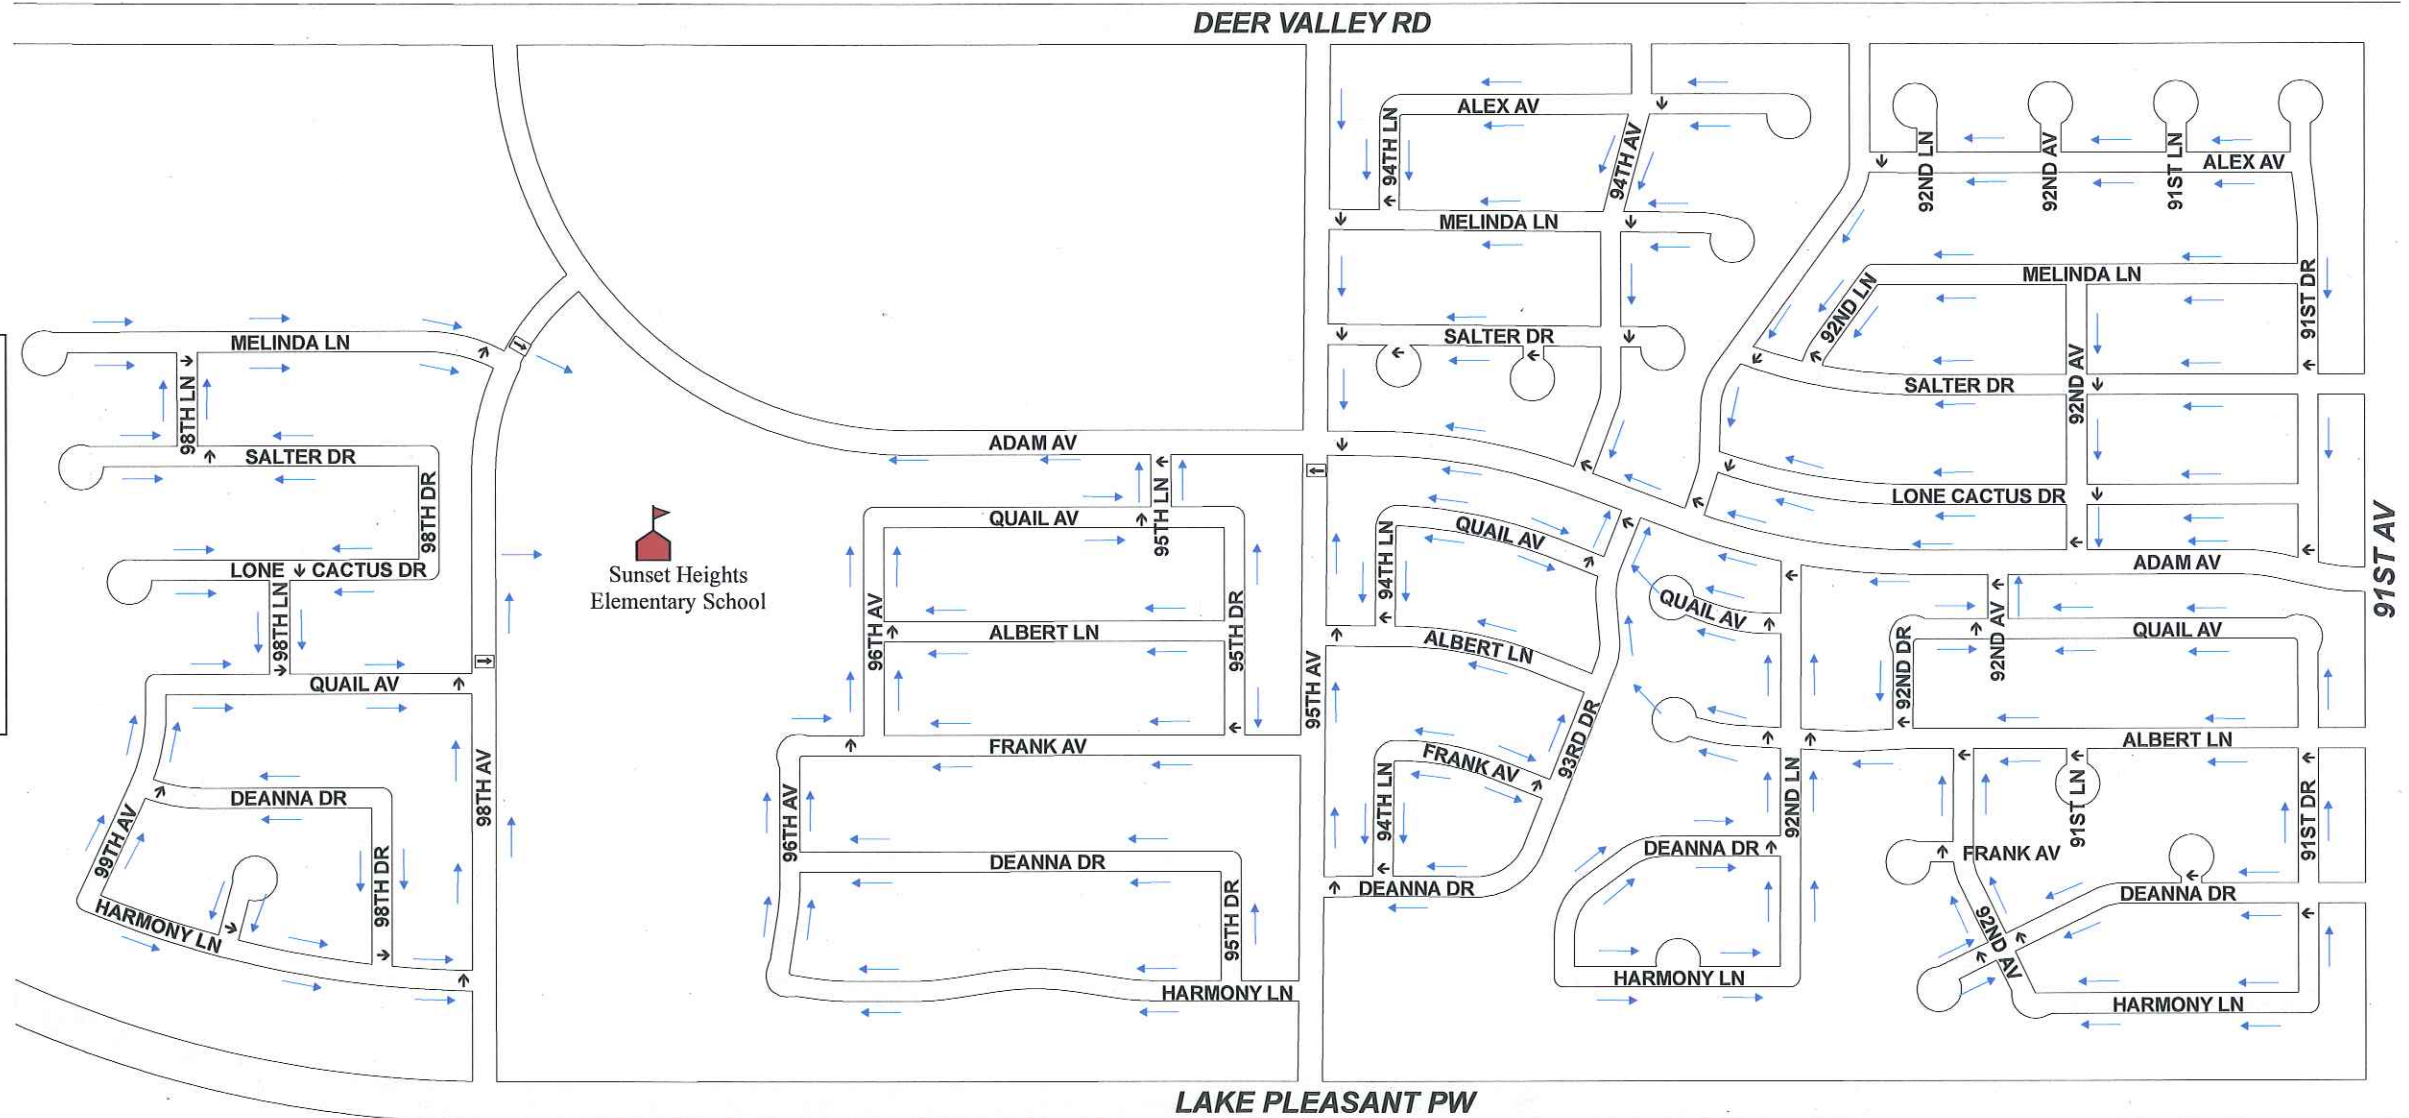 DEER VALLEY RD
ALEX AV
94TH LN
94TH AV
92ND LN
92ND AV
91ST LN
ALEX AV
MELINDA LN
MELINDA LN
92ND LN
91ST DR
MELINDA LN
SALTER DR
98TH LN
92ND AV
SALTER DR
ADAM AV
SALTER DR
98TH DR
95TH LN
LONE CACTUS DR
QUAIL AV
94TH LN
QUAIL AV
91ST AV
LONE CACTUS DR
ADAM AV
Sunset Heights
Elementary School
98TH LN
96TH AV
ALBERT LN
95TH DR
ALBERT LN
QUAIL AV
92ND DR
92ND AV
QUAIL AV
QUAIL AV
95TH AV
93RD DR
FRANK AV
ALBERT LN
98TH AV
FRANK AV
94TH LN
92ND LN
91ST LN
91ST DR
DEANNA DR
99TH AV
96TH AV
DEANNA DR
DEANNA DR
FRANK AV
98TH DR
DEANNA DR
DEANNA DR
HARMONY LN
95TH DR
92ND AV
HARMONY LN
HARMONY LN
HARMONY LN
LAKE PLEASANT PW